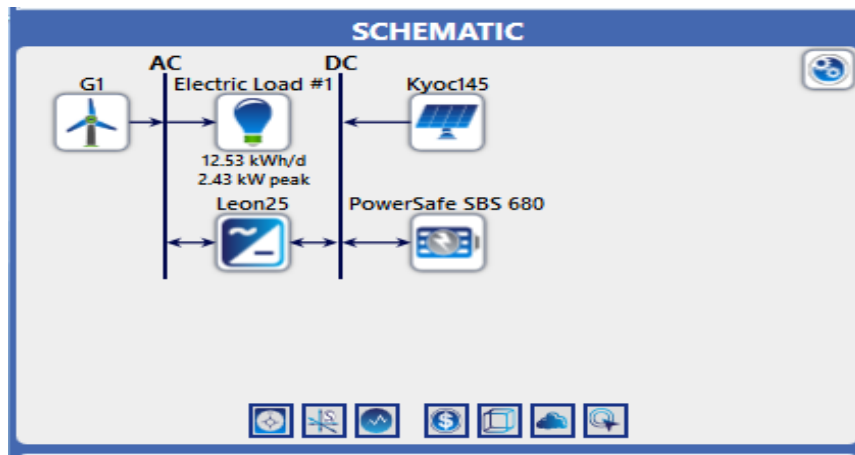 SCHEMATIC
AC
DC
G1
Electric Load #1
Kyoc145
12.53 kWh/d
2.43 kW peak
Leon25
PowerSafe SBS 680